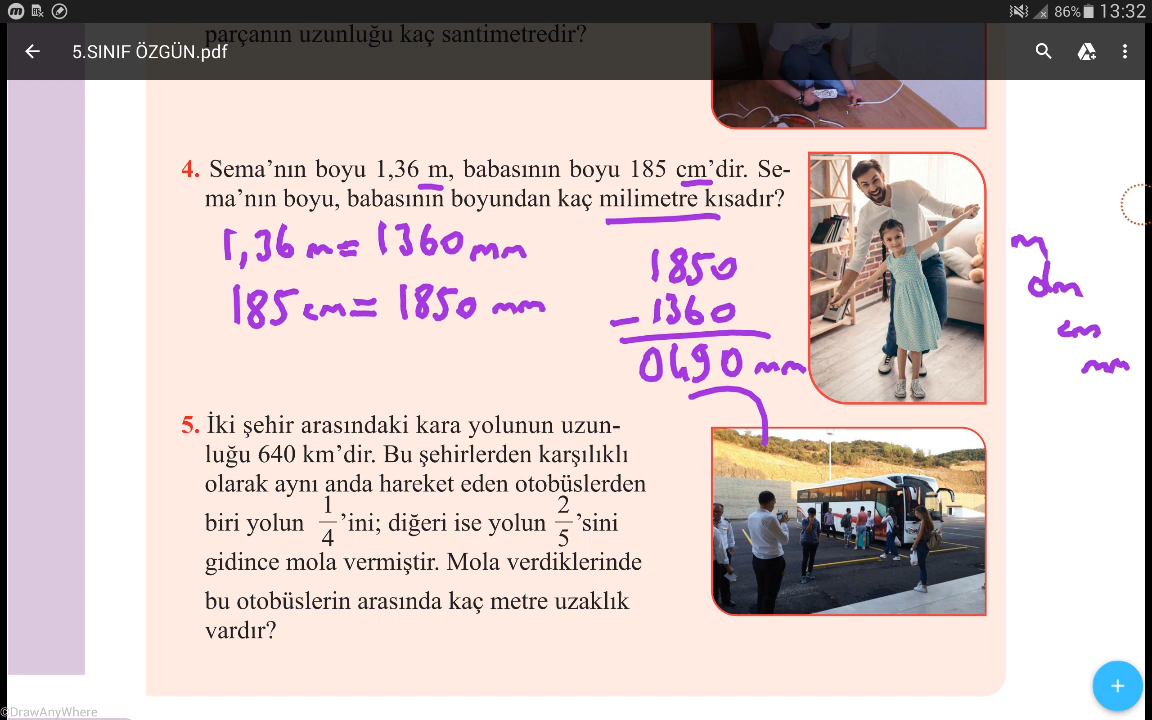 86% 13:32
parçanın uzunluğu kaç santimetredir?
5.SINIF ÖZGÜN.pdf
4. Sema’nın boyu 1,36 m, babasının boyu 185 cm’dir. Se-
ma’nın boyu, babasının boyundan kaç milimetre kısadır?
1,36 m = 1360 mm
185 cm = 1850 mm
1850
- 1360
0490 mm
m
dm
cm
mm
5. İki şehir arasındaki kara yolunun uzun-
luğu 640 km’dir. Bu şehirlerden karşılıklı
olarak aynı anda hareket eden otobüslerden
biri yolun 1/4’ini; diğeri ise yolun 2/5’sini
gidince mola vermiştir. Mola verdiklerinde
bu otobüslerin arasında kaç metre uzaklık
vardır?
©DrawAnyWhere